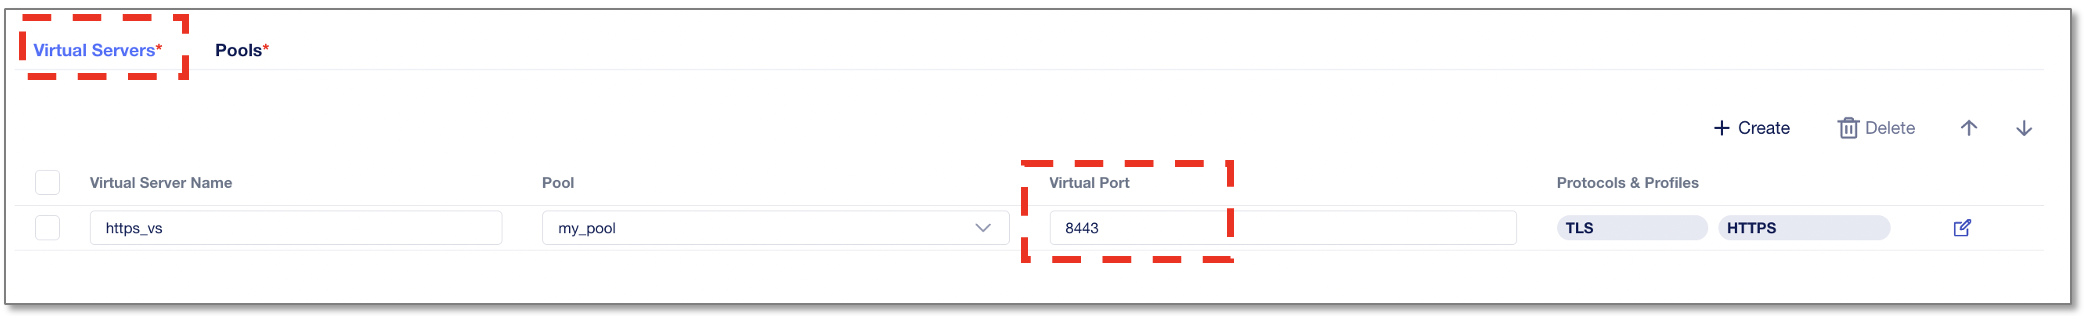 Virtual Servers* Pools*
+ Create Delete
Virtual Server Name Pool Virtual Port Protocols & Profiles
https_vs my_pool 8443 TLS HTTPS